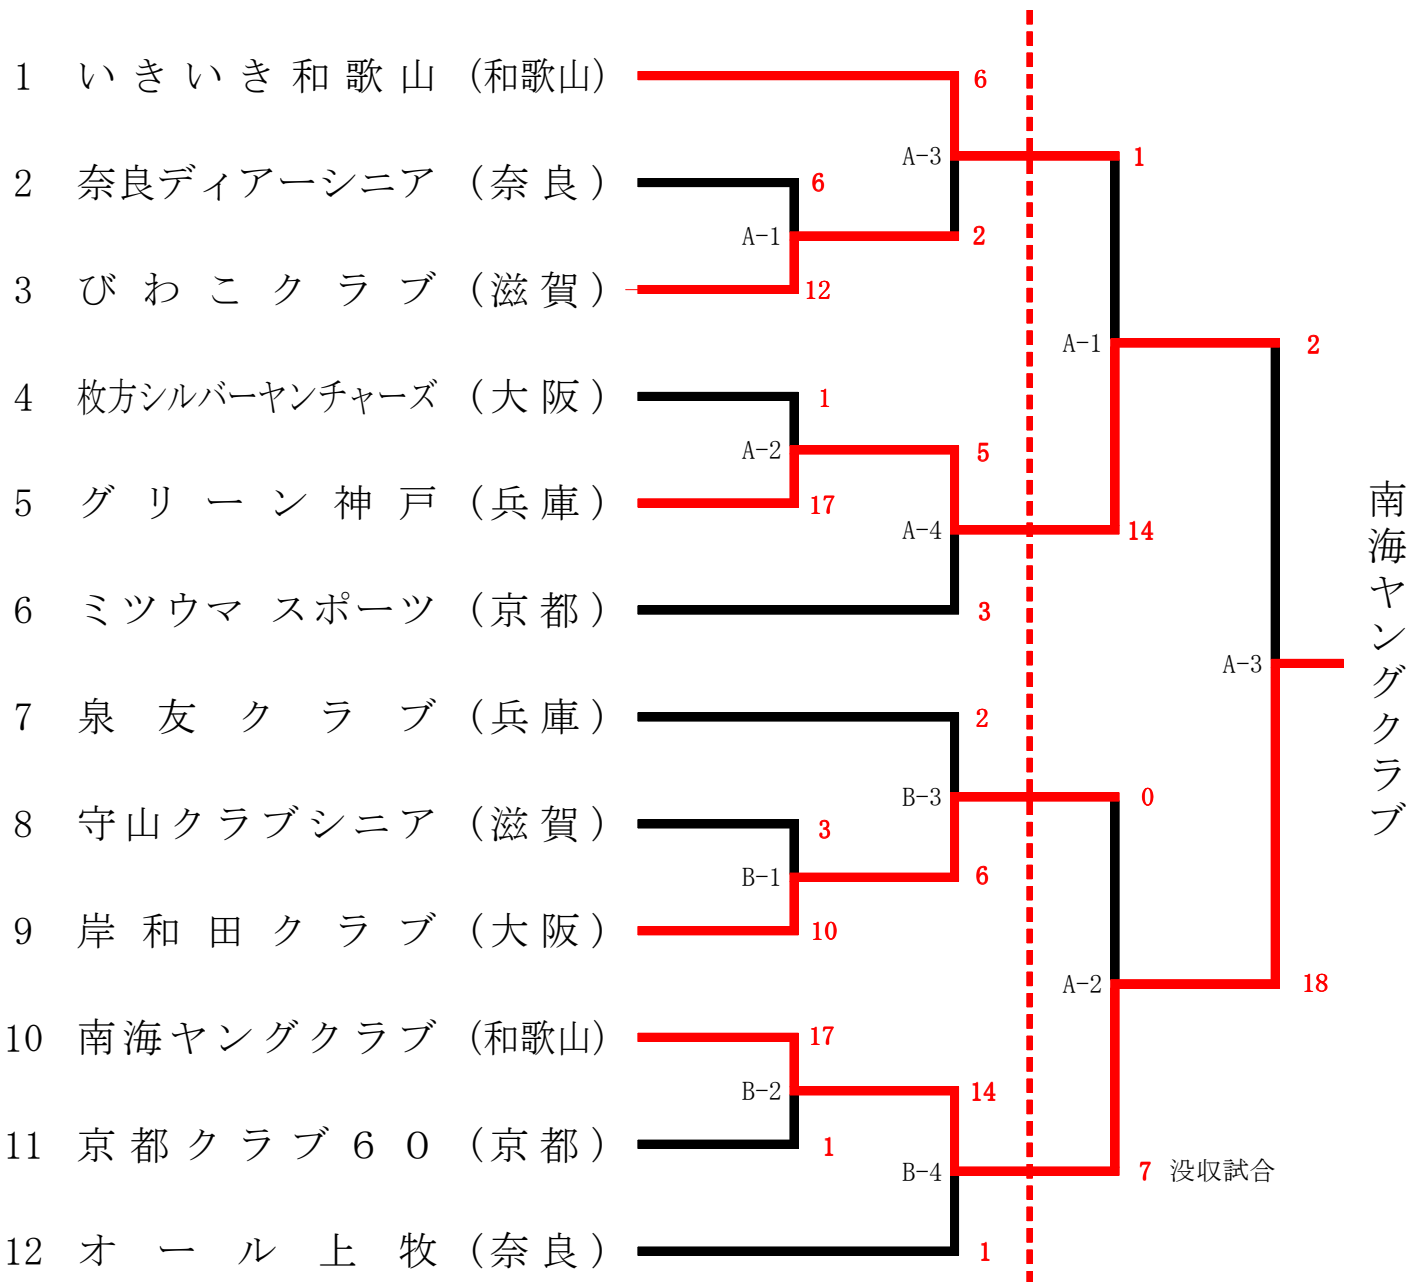 1 いきいき和歌山 (和歌山) 6
A-3 1
2 奈良ディアーシニア (奈良) 6
A-1 2
3 びわこクラブ (滋賀) 12
A-1 2
4 枚方シルバーヤンチャーズ (大阪) 1
A-2 5
5 グリーン神戸 (兵庫) 17
A-4 14
6 ミツウマ スポーツ (京都) 3
A-3 南海ヤングクラブ
7 泉友クラブ (兵庫) 2
B-3 0
8 守山クラブシニア (滋賀) 3
B-1 6
9 岸和田クラブ (大阪) 10
A-2 18
10 南海ヤングクラブ (和歌山) 17
B-2 14
11 京都クラブ60 (京都) 1
B-4 7 没収試合
12 オール上牧 (奈良) 1